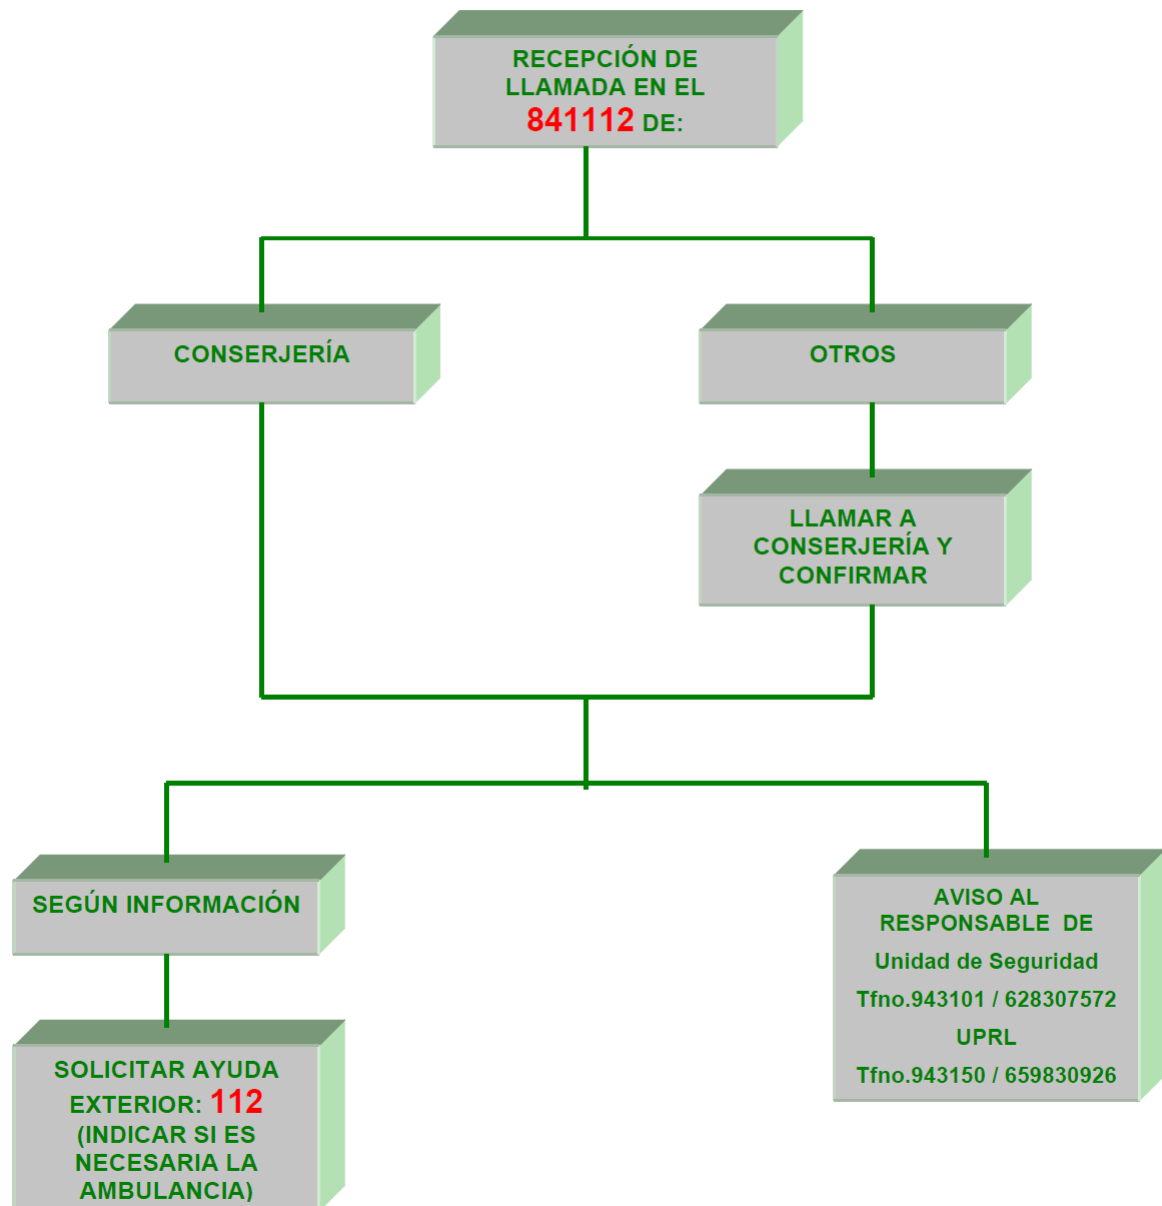 RECEPCIÓN DE
LLAMADA EN EL
841112 DE:
CONSERJERÍA
OTROS
LLAMAR A
CONSERJERÍA Y
CONFIRMAR
SEGÚN INFORMACIÓN
AVISO AL
RESPONSABLE DE
Unidad de Seguridad
Tfno.943101 / 628307572
UPRL
Tfno.943150 / 659830926
SOLICITAR AYUDA
EXTERIOR: 112
(INDICAR SI ES
NECESARIA LA
AMBULANCIA)